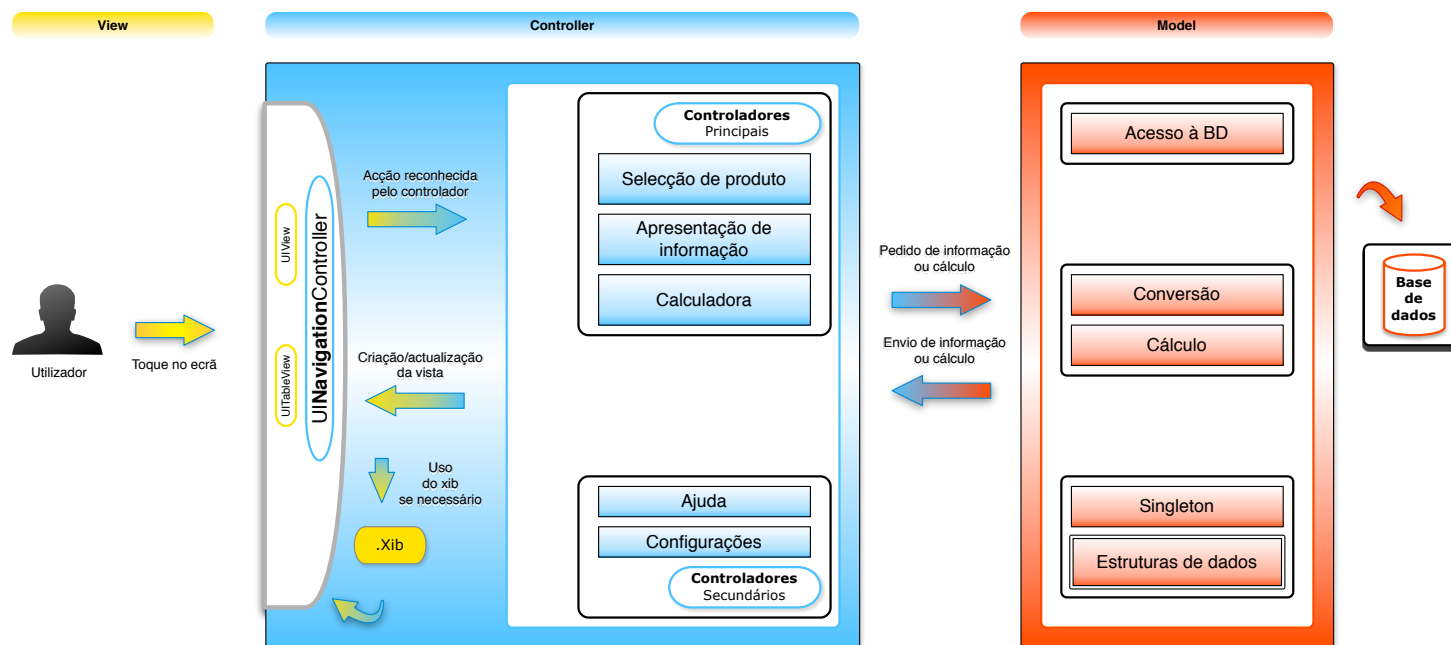 View
Controller
Model
Utilizador
Toque no ecrã
UIView
UITableView
UINavigationController
Acção reconhecida
pelo controlador
Criação/actualização
da vista
Uso
do xib
se necessário
.Xib
Controladores
Principais
Selecção de produto
Apresentação de
informação
Calculadora
Ajuda
Configurações
Controladores
Secundários
Pedido de informação
ou cálculo
Envio de informação
ou cálculo
Acesso à BD
Conversão
Cálculo
Singleton
Estruturas de dados
Base
de
dados